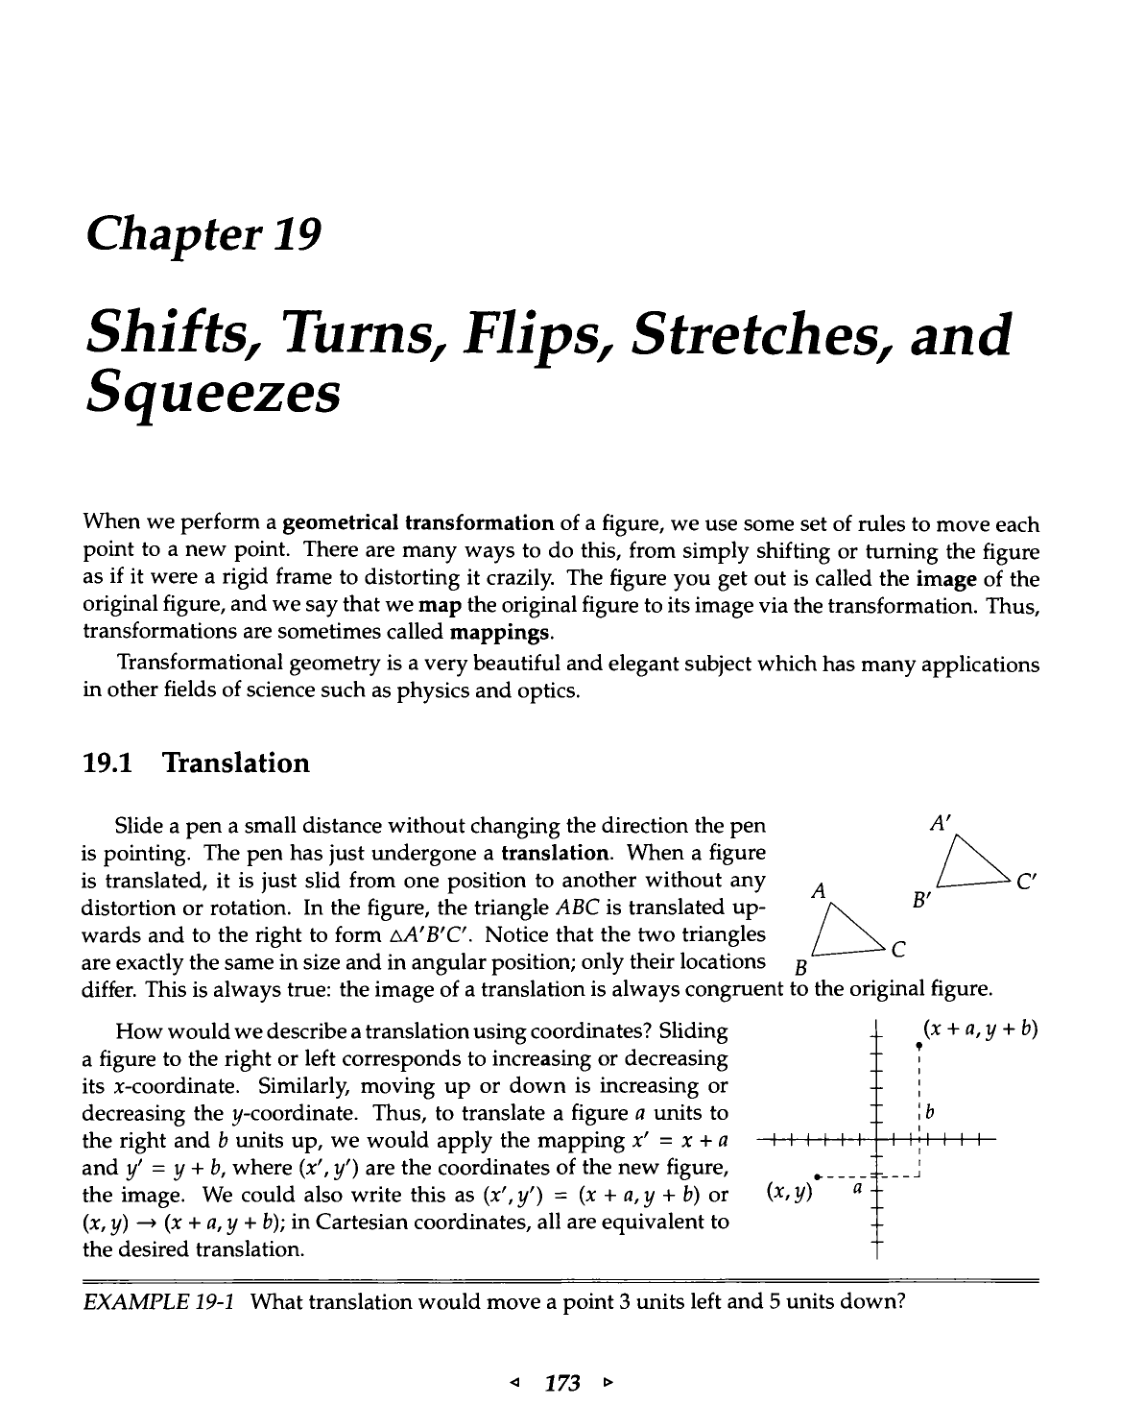 Chapter 19
Shifts, Turns, Flips, Stretches, and
Squeezes
When we perform a geometrical transformation of a figure, we use some set of rules to move each
point to a new point. There are many ways to do this, from simply shifting or turning the figure
as if it were a rigid frame to distorting it crazily. The figure you get out is called the image of the
original figure, and we say that we map the original figure to its image via the transformation. Thus,
transformations are sometimes called mappings.
Transformational geometry is a very beautiful and elegant subject which has many applications
in other fields of science such as physics and optics.
19.1 Translation
Slide a pen a small distance without changing the direction the pen
is pointing. The pen has just undergone a translation. When a figure
is translated, it is just slid from one position to another without any
distortion or rotation. In the figure, the triangle ABC is translated up-
wards and to the right to form △A′B′C′. Notice that the two triangles
are exactly the same in size and in angular position; only their locations
differ. This is always true: the image of a translation is always congruent to the original figure.
A′
B′
C′
A
B
C
How would we describe a translation using coordinates? Sliding
a figure to the right or left corresponds to increasing or decreasing
its x-coordinate. Similarly, moving up or down is increasing or
decreasing the y-coordinate. Thus, to translate a figure a units to
the right and b units up, we would apply the mapping x′ = x + a
and y′ = y + b, where (x′, y′) are the coordinates of the new figure,
the image. We could also write this as (x′, y′) = (x + a, y + b) or
(x, y) → (x + a, y + b); in Cartesian coordinates, all are equivalent to
the desired translation.
(x + a, y + b)
b
(x, y)
a
EXAMPLE 19-1 What translation would move a point 3 units left and 5 units down?
◃ 173 ▹